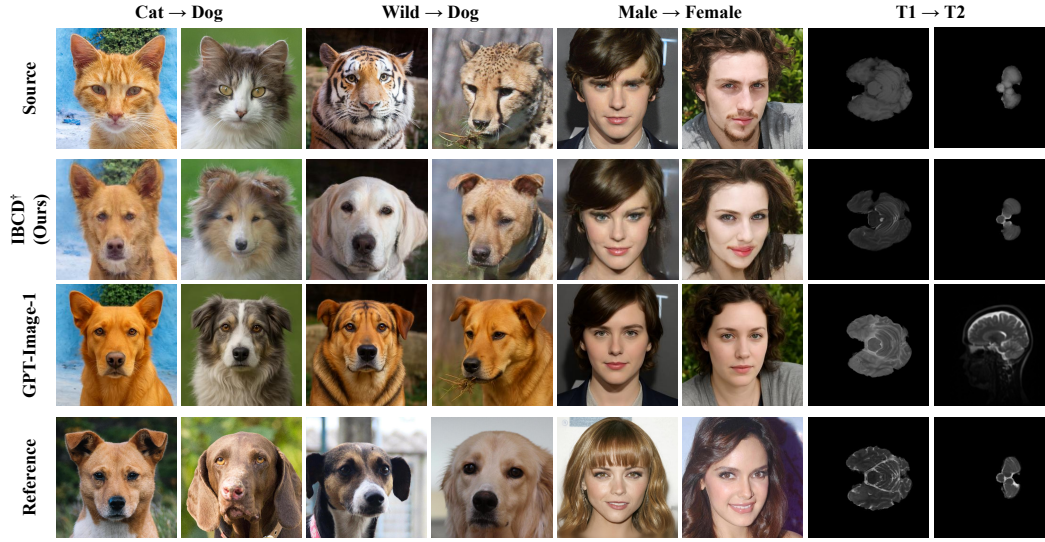 Cat → Dog
Wild → Dog
Male → Female
T1 → T2
Source
IBCD†
(Ours)
GPT-Image-1
Reference